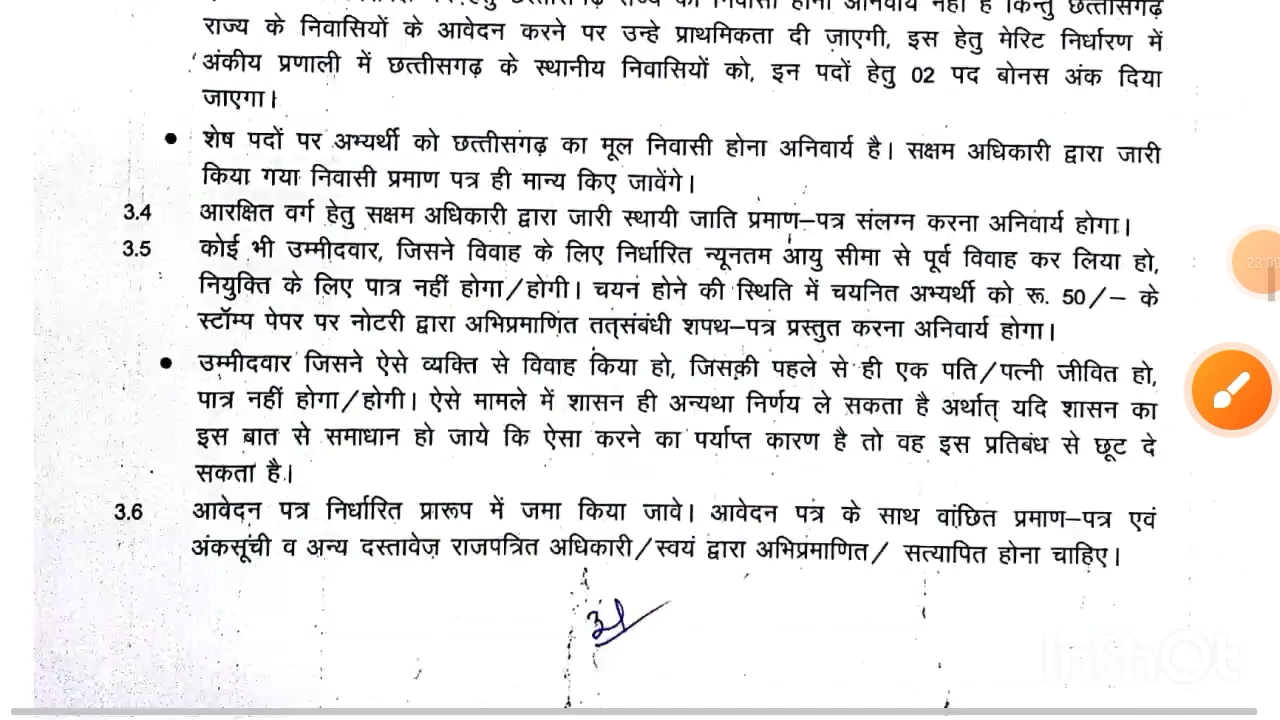 राज्य के निवासियों के आवेदन करने पर उन्हे प्राथमिकता दी जाएगी, इस हेतु मेरिट निर्धारण में
अंकीय प्रणाली में छत्तीसगढ़ के स्थानीय निवासियों को, इन पदों हेतु 02 पद बोनस अंक दिया
जाएगा।
• शेष पदों पर अभ्यर्थी को छत्तीसगढ़ का मूल निवासी होना अनिवार्य है। सक्षम अधिकारी द्वारा जारी
किया गया निवासी प्रमाण पत्र ही मान्य किए जावेंगे।
3.4 आरक्षित वर्ग हेतु सक्षम अधिकारी द्वारा जारी स्थायी जाति प्रमाण–पत्र संलग्न करना अनिवार्य होगा।
3.5 कोई भी उम्मीदवार, जिसने विवाह के लिए निर्धारित न्यूनतम आयु सीमा से पूर्व विवाह कर लिया हो,
नियुक्ति के लिए पात्र नहीं होगा/होगी। चयन होने की स्थिति में चयनित अभ्यर्थी को रू. 50/– के
स्टॉम्प पेपर पर नोटरी द्वारा अभिप्रमाणित तत्संबंधी शपथ–पत्र प्रस्तुत करना अनिवार्य होगा।
• उम्मीदवार जिसने ऐसे व्यक्ति से विवाह किया हो, जिसकी पहले से ही एक पति/पत्नी जीवित हो,
पात्र नहीं होगा/होगी। ऐसे मामले में शासन ही अन्यथा निर्णय ले सकता है अर्थात् यदि शासन का
इस बात से समाधान हो जाये कि ऐसा करने का पर्याप्त कारण है तो वह इस प्रतिबंध से छूट दे
सकता है।
3.6 आवेदन पत्र निर्धारित प्रारूप में जमा किया जावे। आवेदन पत्र के साथ वांछित प्रमाण–पत्र एवं
अंकसूची व अन्य दस्तावेज़ राजपत्रित अधिकारी/स्वयं द्वारा अभिप्रमाणित/ सत्यापित होना चाहिए।
23:00
InShot